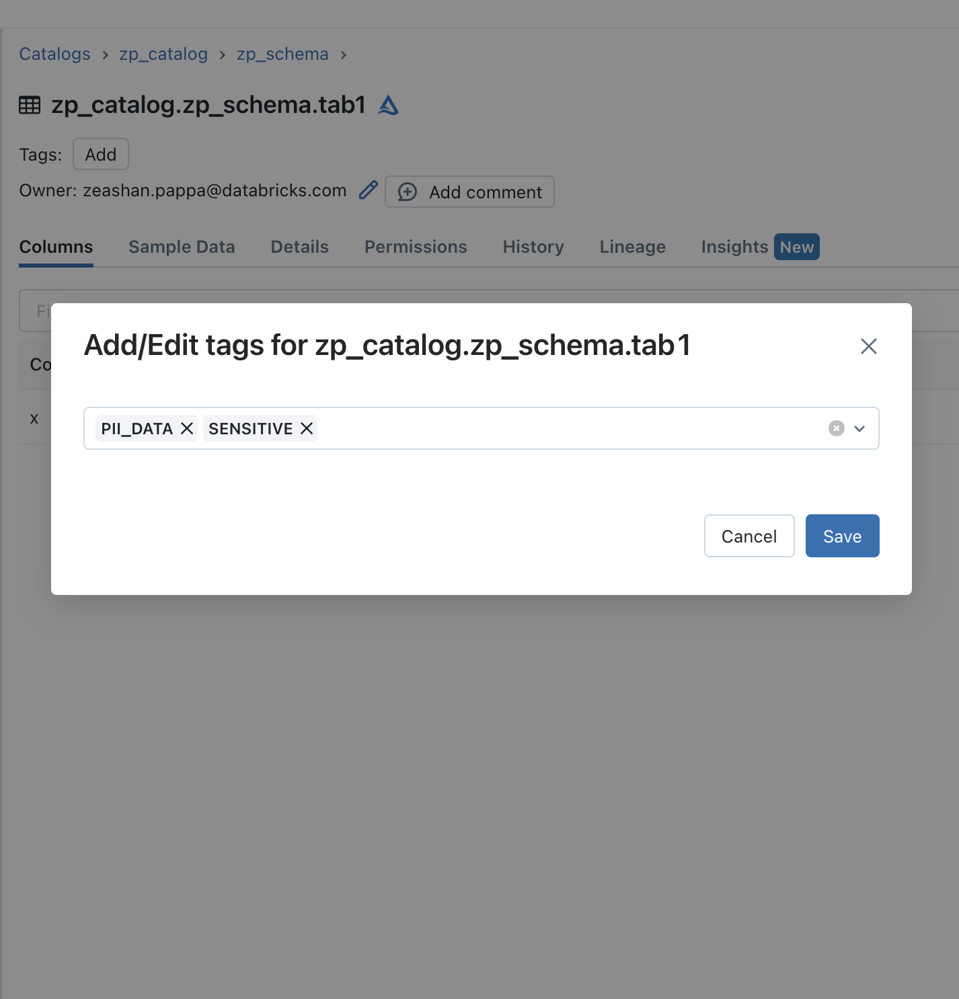 Catalogs > zp_catalog > zp_schema >
zp_catalog.zp_schema.tab1
Tags: Add
Owner: zeashan.pappa@databricks.com Add comment
Columns Sample Data Details Permissions History Lineage Insights New
Fi
Add/Edit tags for zp_catalog.zp_schema.tab1
Co
x
PII_DATA SENSITIVE
Cancel Save